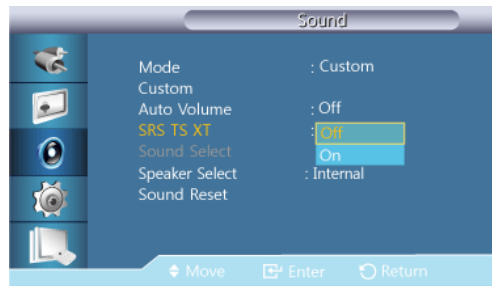 Sound
Mode : Custom
Custom
Auto Volume : Off
SRS TS XT : Off
Sound Select On
Speaker Select : Internal
Sound Reset
Move Enter Return